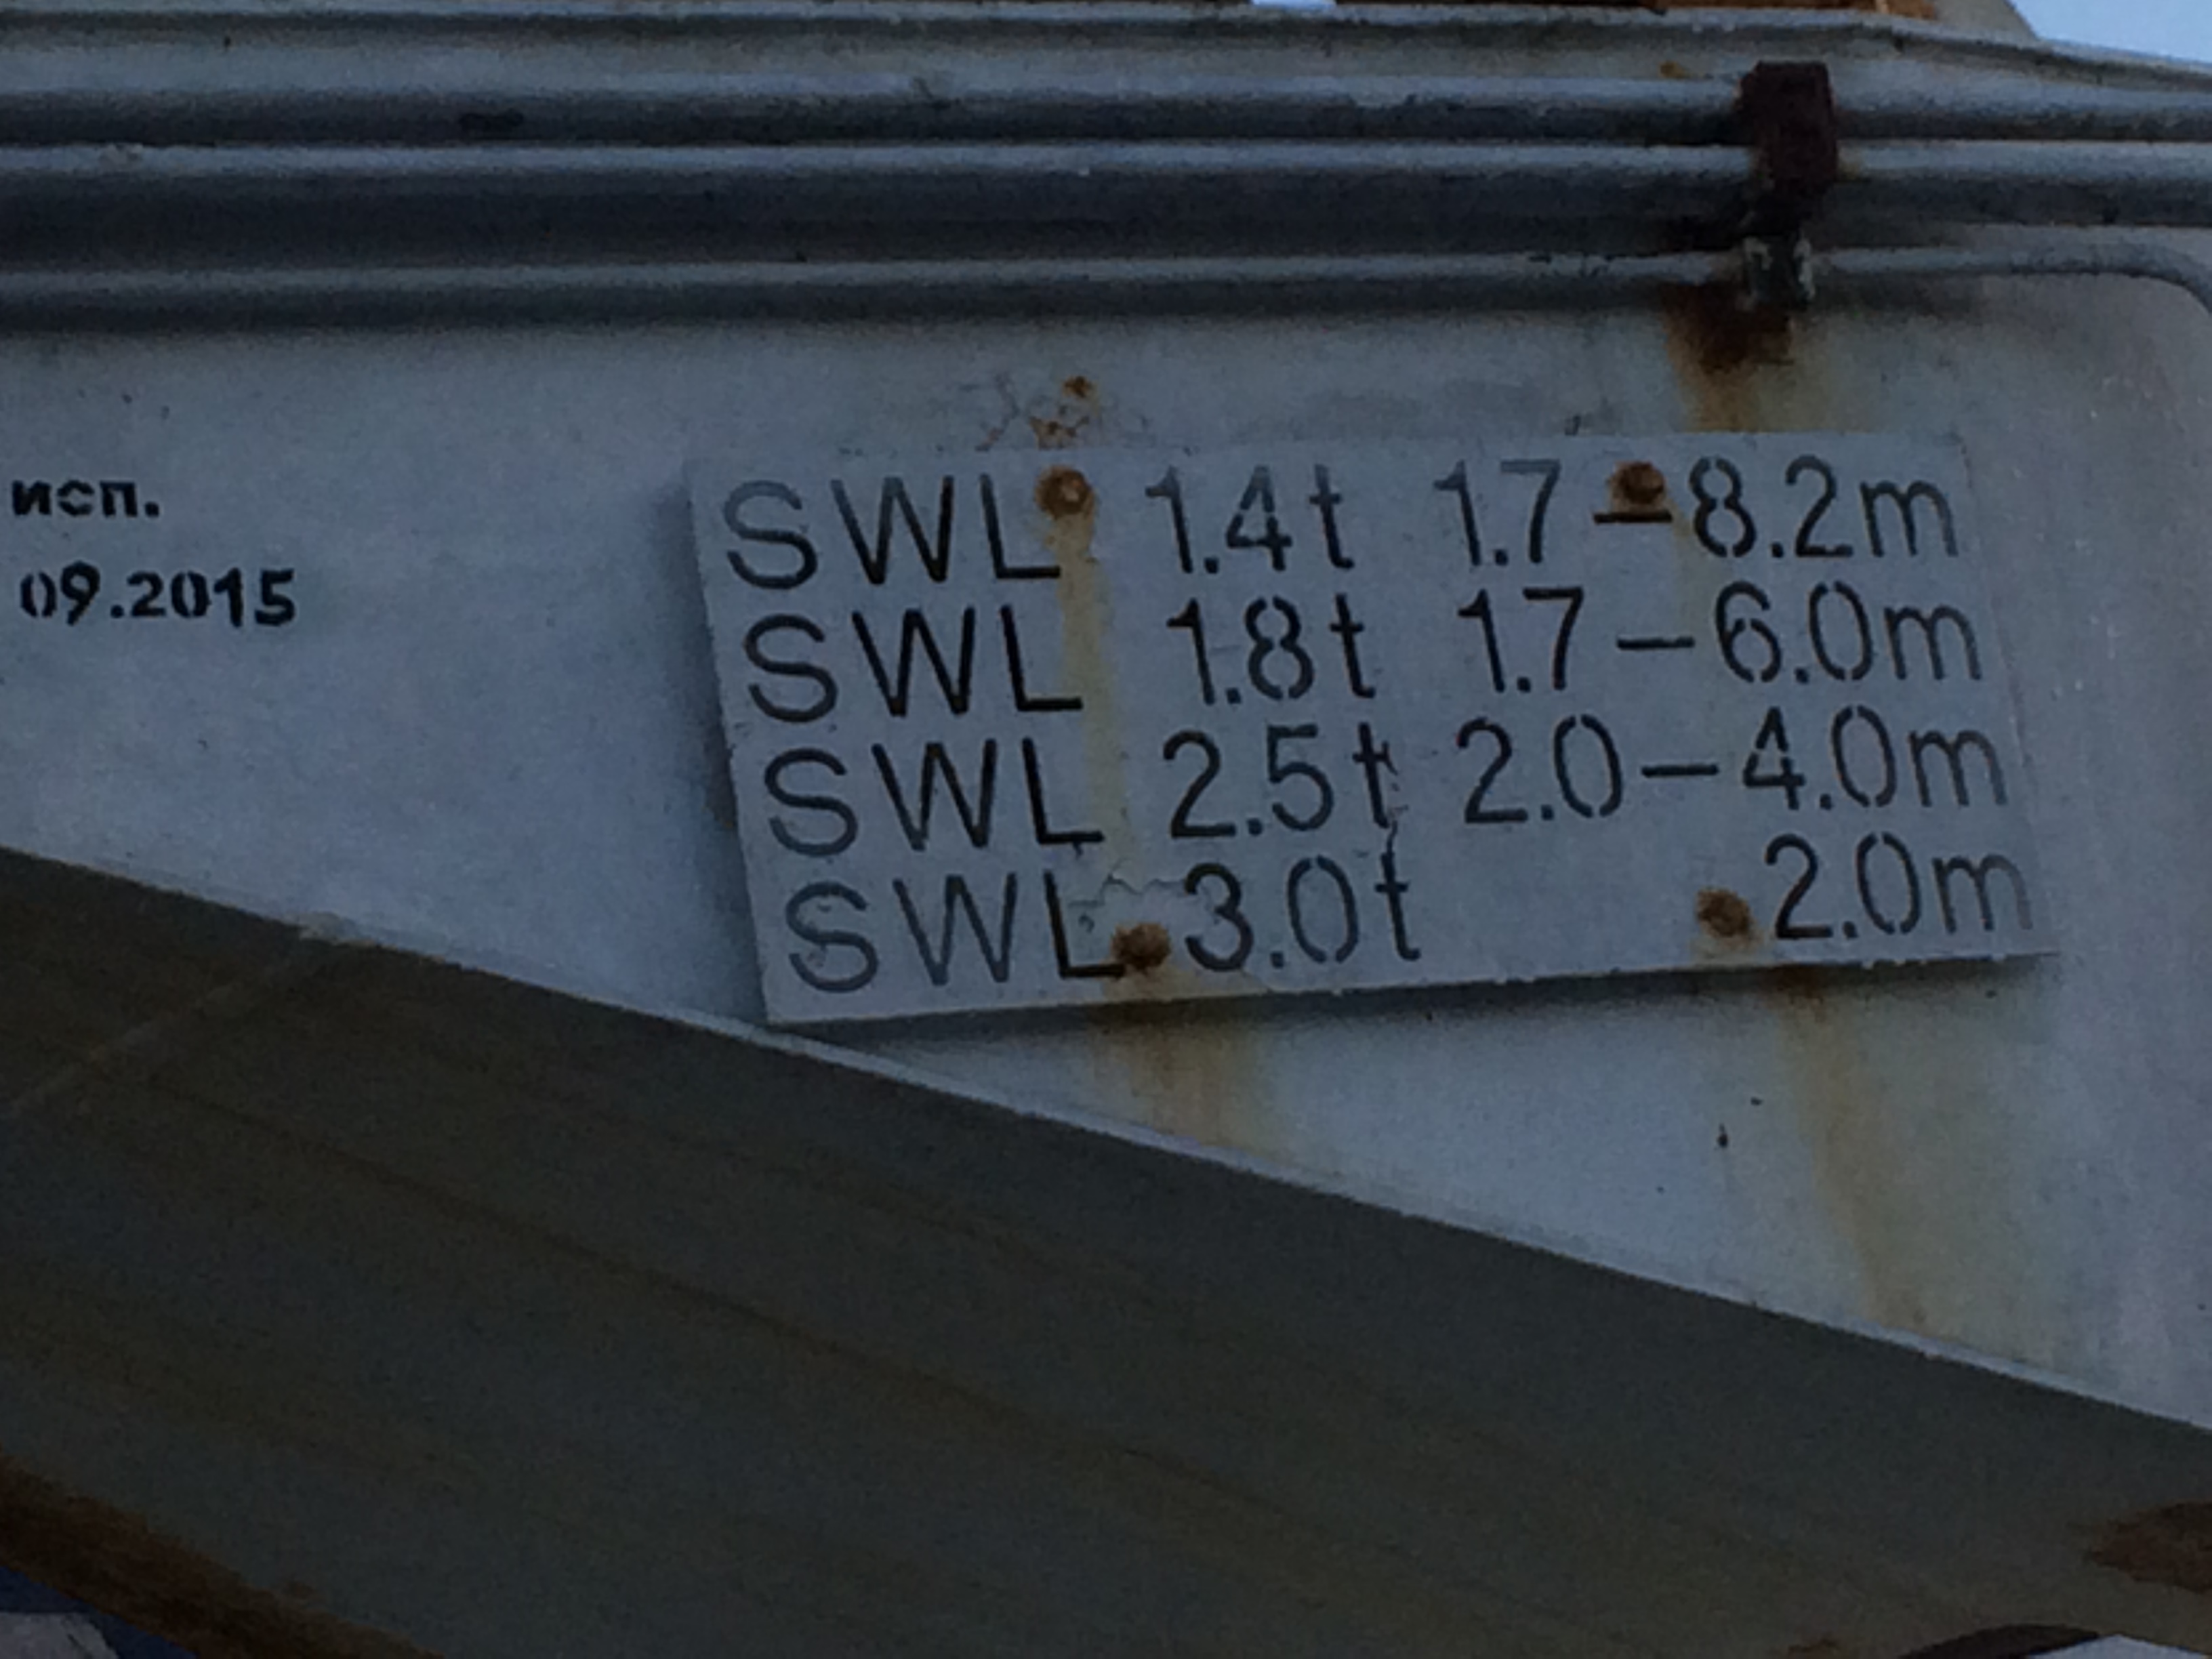 исп.
09.2015
SWL 1.4t 1.7-8.2m
SWL 1.8t 1.7-6.0m
SWL 2.5t 2.0-4.0m
SWL 3.0t 2.0m